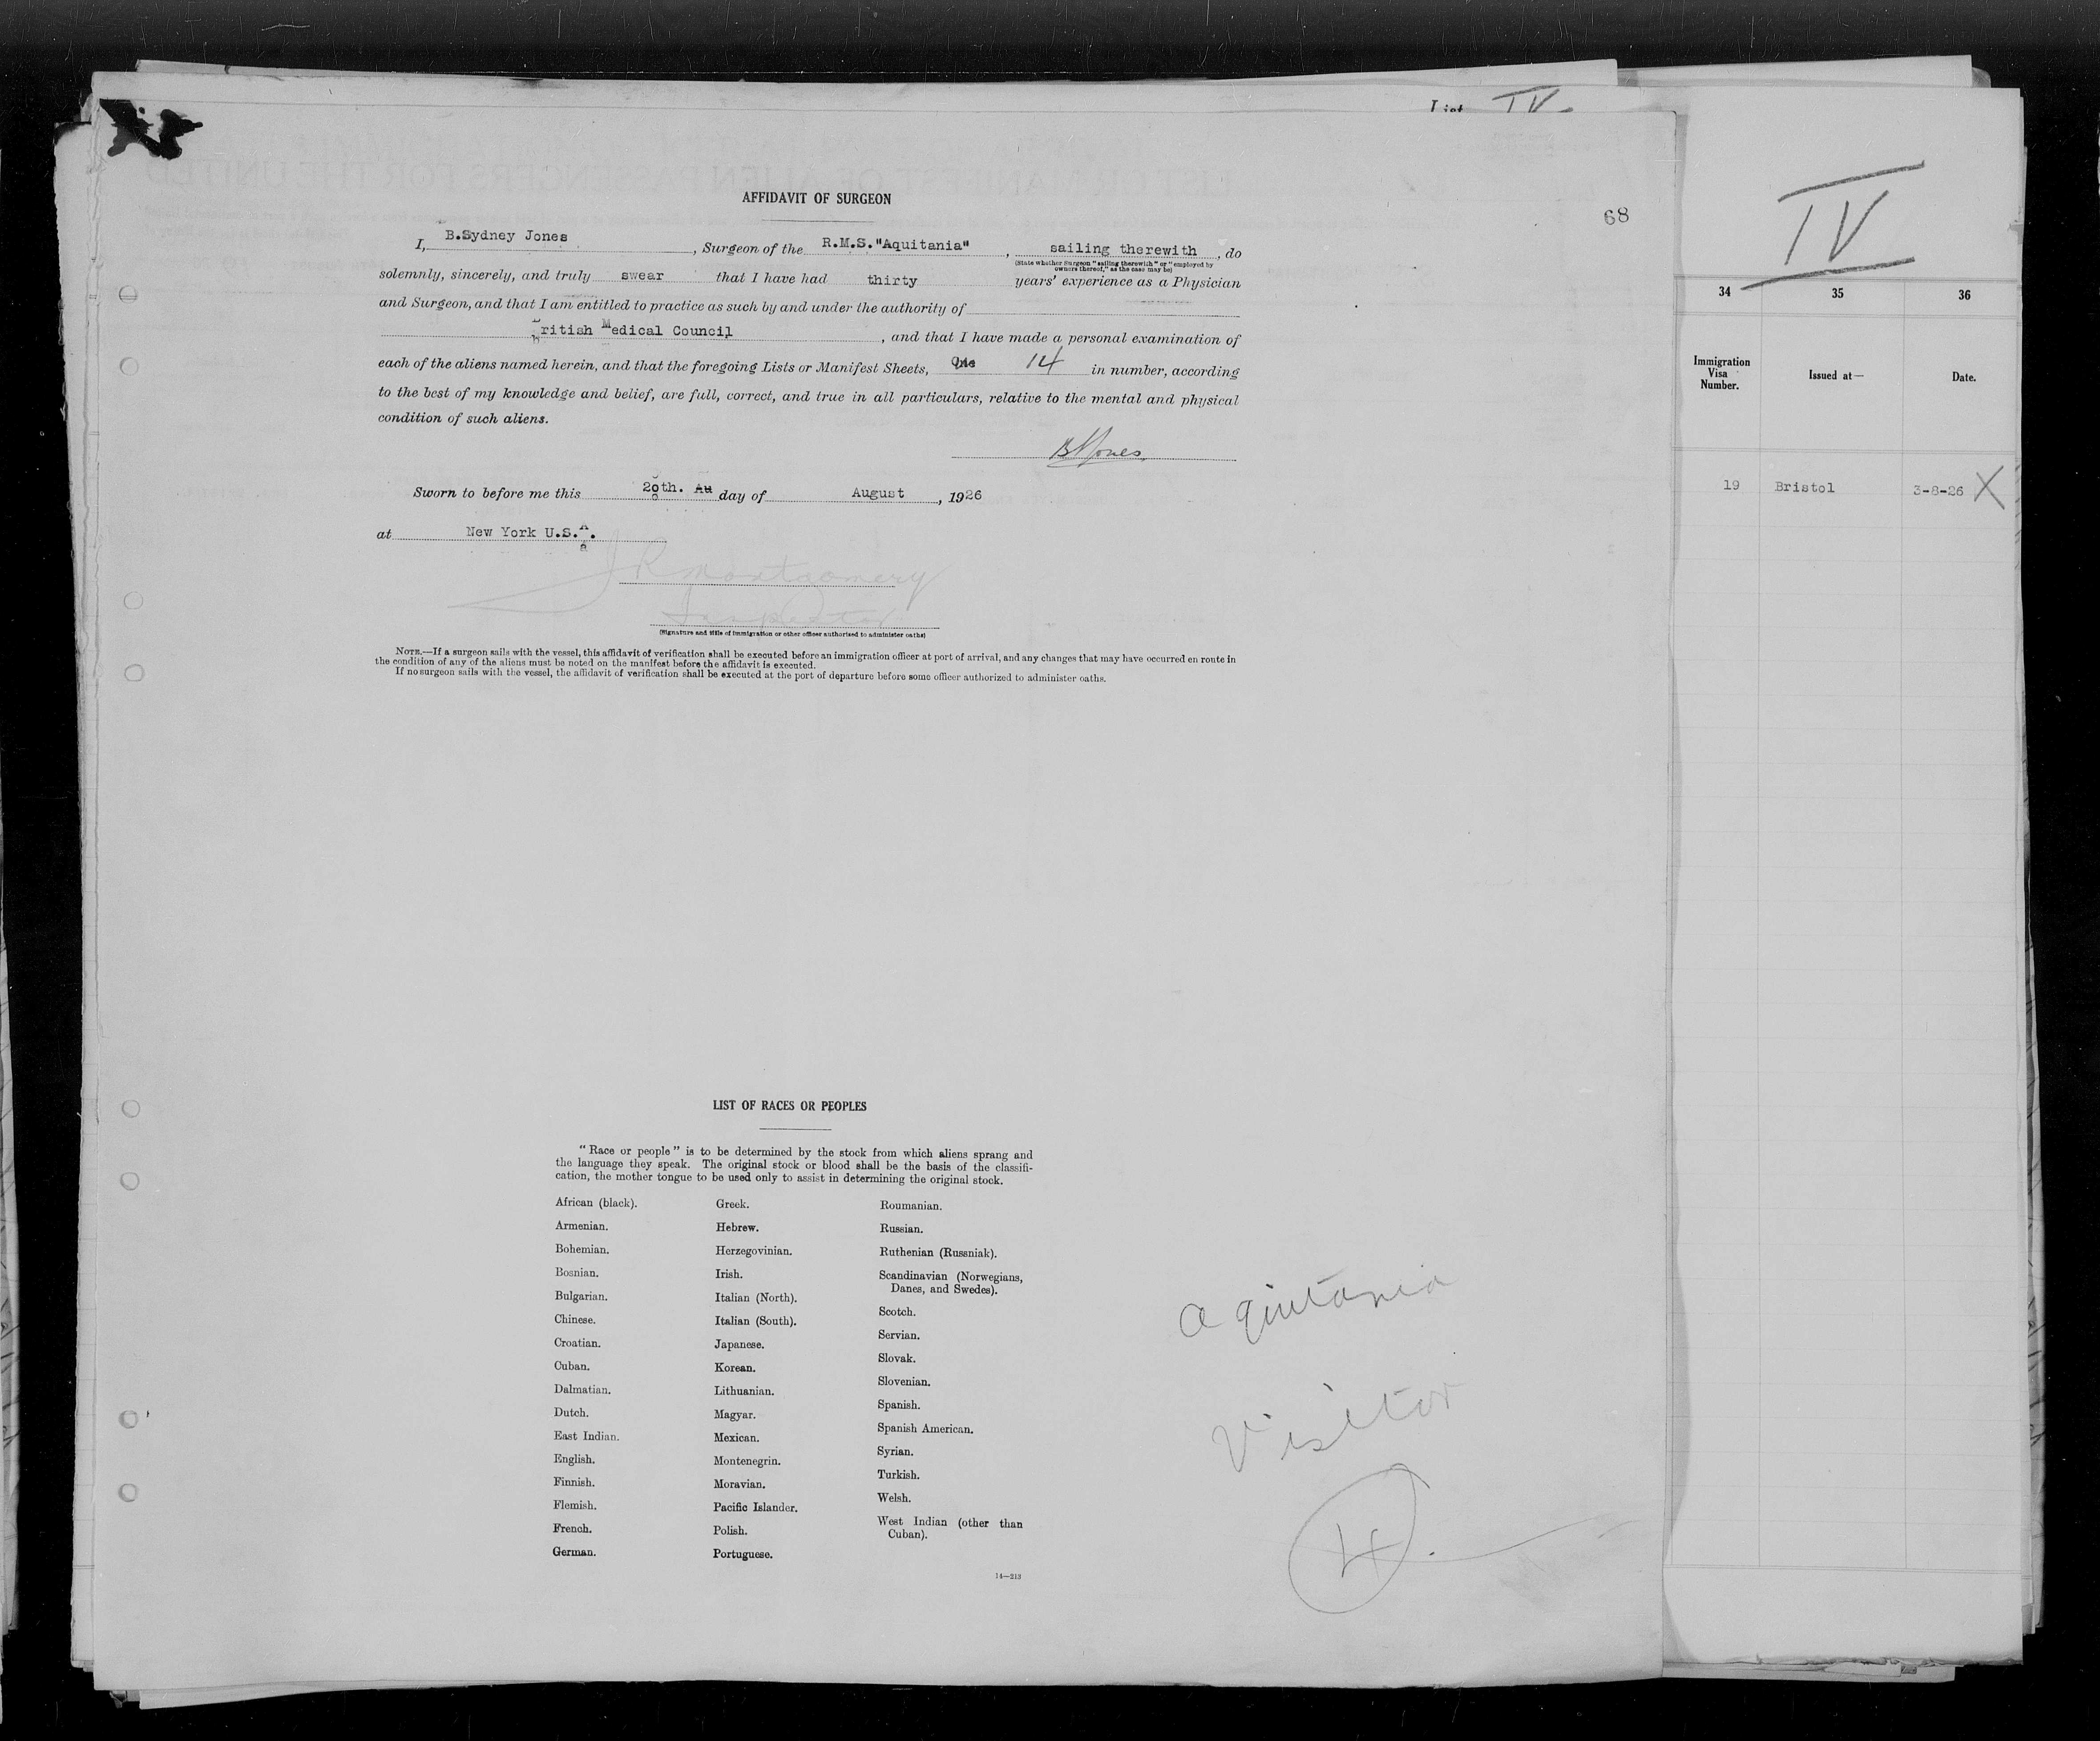 List IV.
AFFIDAVIT OF SURGEON
68
I, B.Sydney Jones, Surgeon of the R.M.S."Aquitania", sailing therewith, do
(State whether Surgeon "sailing therewith" or "employed by
owners thereof," as the case may be)
solemnly, sincerely, and truly swear that I have had thirty years' experience as a Physician
and Surgeon, and that I am entitled to practice as such by and under the authority of
British Medical Council, and that I have made a personal examination of
each of the aliens named herein, and that the foregoing Lists or Manifest Sheets, One 14 in number, according
to the best of my knowledge and belief, are full, correct, and true in all particulars, relative to the mental and physical
condition of such aliens.
BSJones.
Sworn to before me this 20th. Au day of August, 1926
at New York U.S.A.
J R Montgomery
Inspector
(Signature and title of immigration or other officer authorized to administer oaths)
NOTE.—If a surgeon sails with the vessel, this affidavit of verification shall be executed before an immigration officer at port of arrival, and any changes that may have occurred en route in
the condition of any of the aliens must be noted on the manifest before the affidavit is executed.
If no surgeon sails with the vessel, the affidavit of verification shall be executed at the port of departure before some officer authorized to administer oaths.
LIST OF RACES OR PEOPLES
"Race or people" is to be determined by the stock from which aliens sprang and
the language they speak. The original stock or blood shall be the basis of the classifi-
cation, the mother tongue to be used only to assist in determining the original stock.
African (black).
Armenian.
Bohemian.
Bosnian.
Bulgarian.
Chinese.
Croatian.
Cuban.
Dalmatian.
Dutch.
East Indian.
English.
Finnish.
Flemish.
French.
German.
Greek.
Hebrew.
Herzegovinian.
Irish.
Italian (North).
Italian (South).
Japanese.
Korean.
Lithuanian.
Magyar.
Mexican.
Montenegrin.
Moravian.
Pacific Islander.
Polish.
Portuguese.
Roumanian.
Russian.
Ruthenian (Russniak).
Scandinavian (Norwegians,
Danes, and Swedes).
Scotch.
Servian.
Slovak.
Slovenian.
Spanish.
Spanish American.
Syrian.
Turkish.
Welsh.
West Indian (other than
Cuban).
14—213
Aquitania
Visitor
4
IV
34 35 36
Immigration
Visa
Number.
Issued at—
Date.
19 Bristol 3-8-26 X